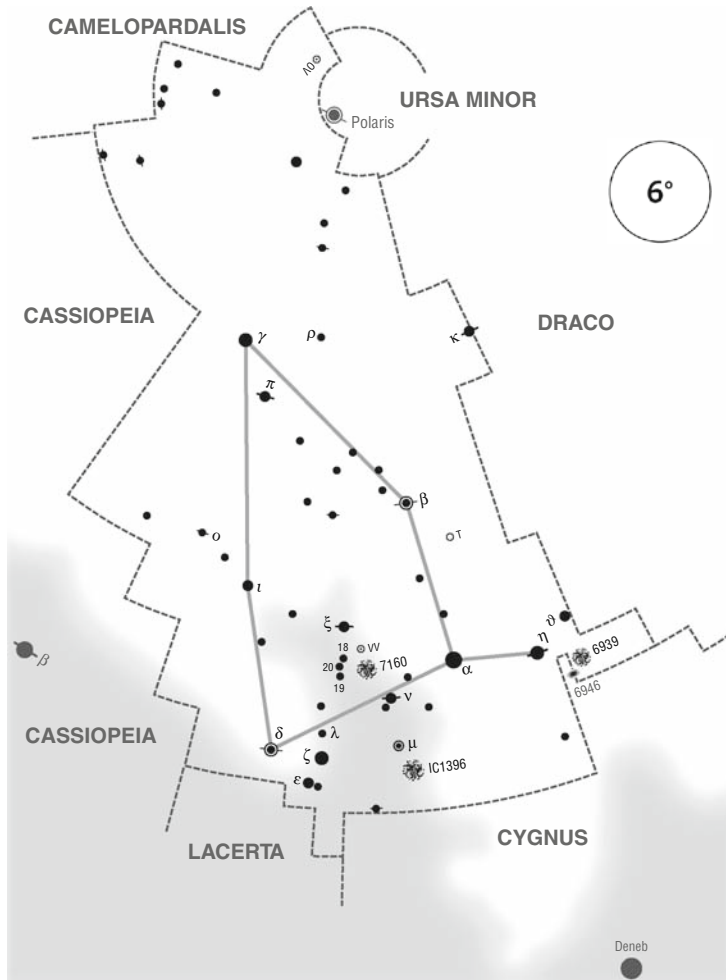 CAMELOPARDALIS
OV
URSA MINOR
Polaris
6°
CASSIOPEIA
γ
ρ
κ
DRACO
π
β
T
ο
ι
ξ
ϑ
η
6939
18
VV
7160
20
α
β
19
6946
ν
CASSIOPEIA
δ
λ
μ
ζ
IC1396
ε
LACERTA
CYGNUS
Deneb